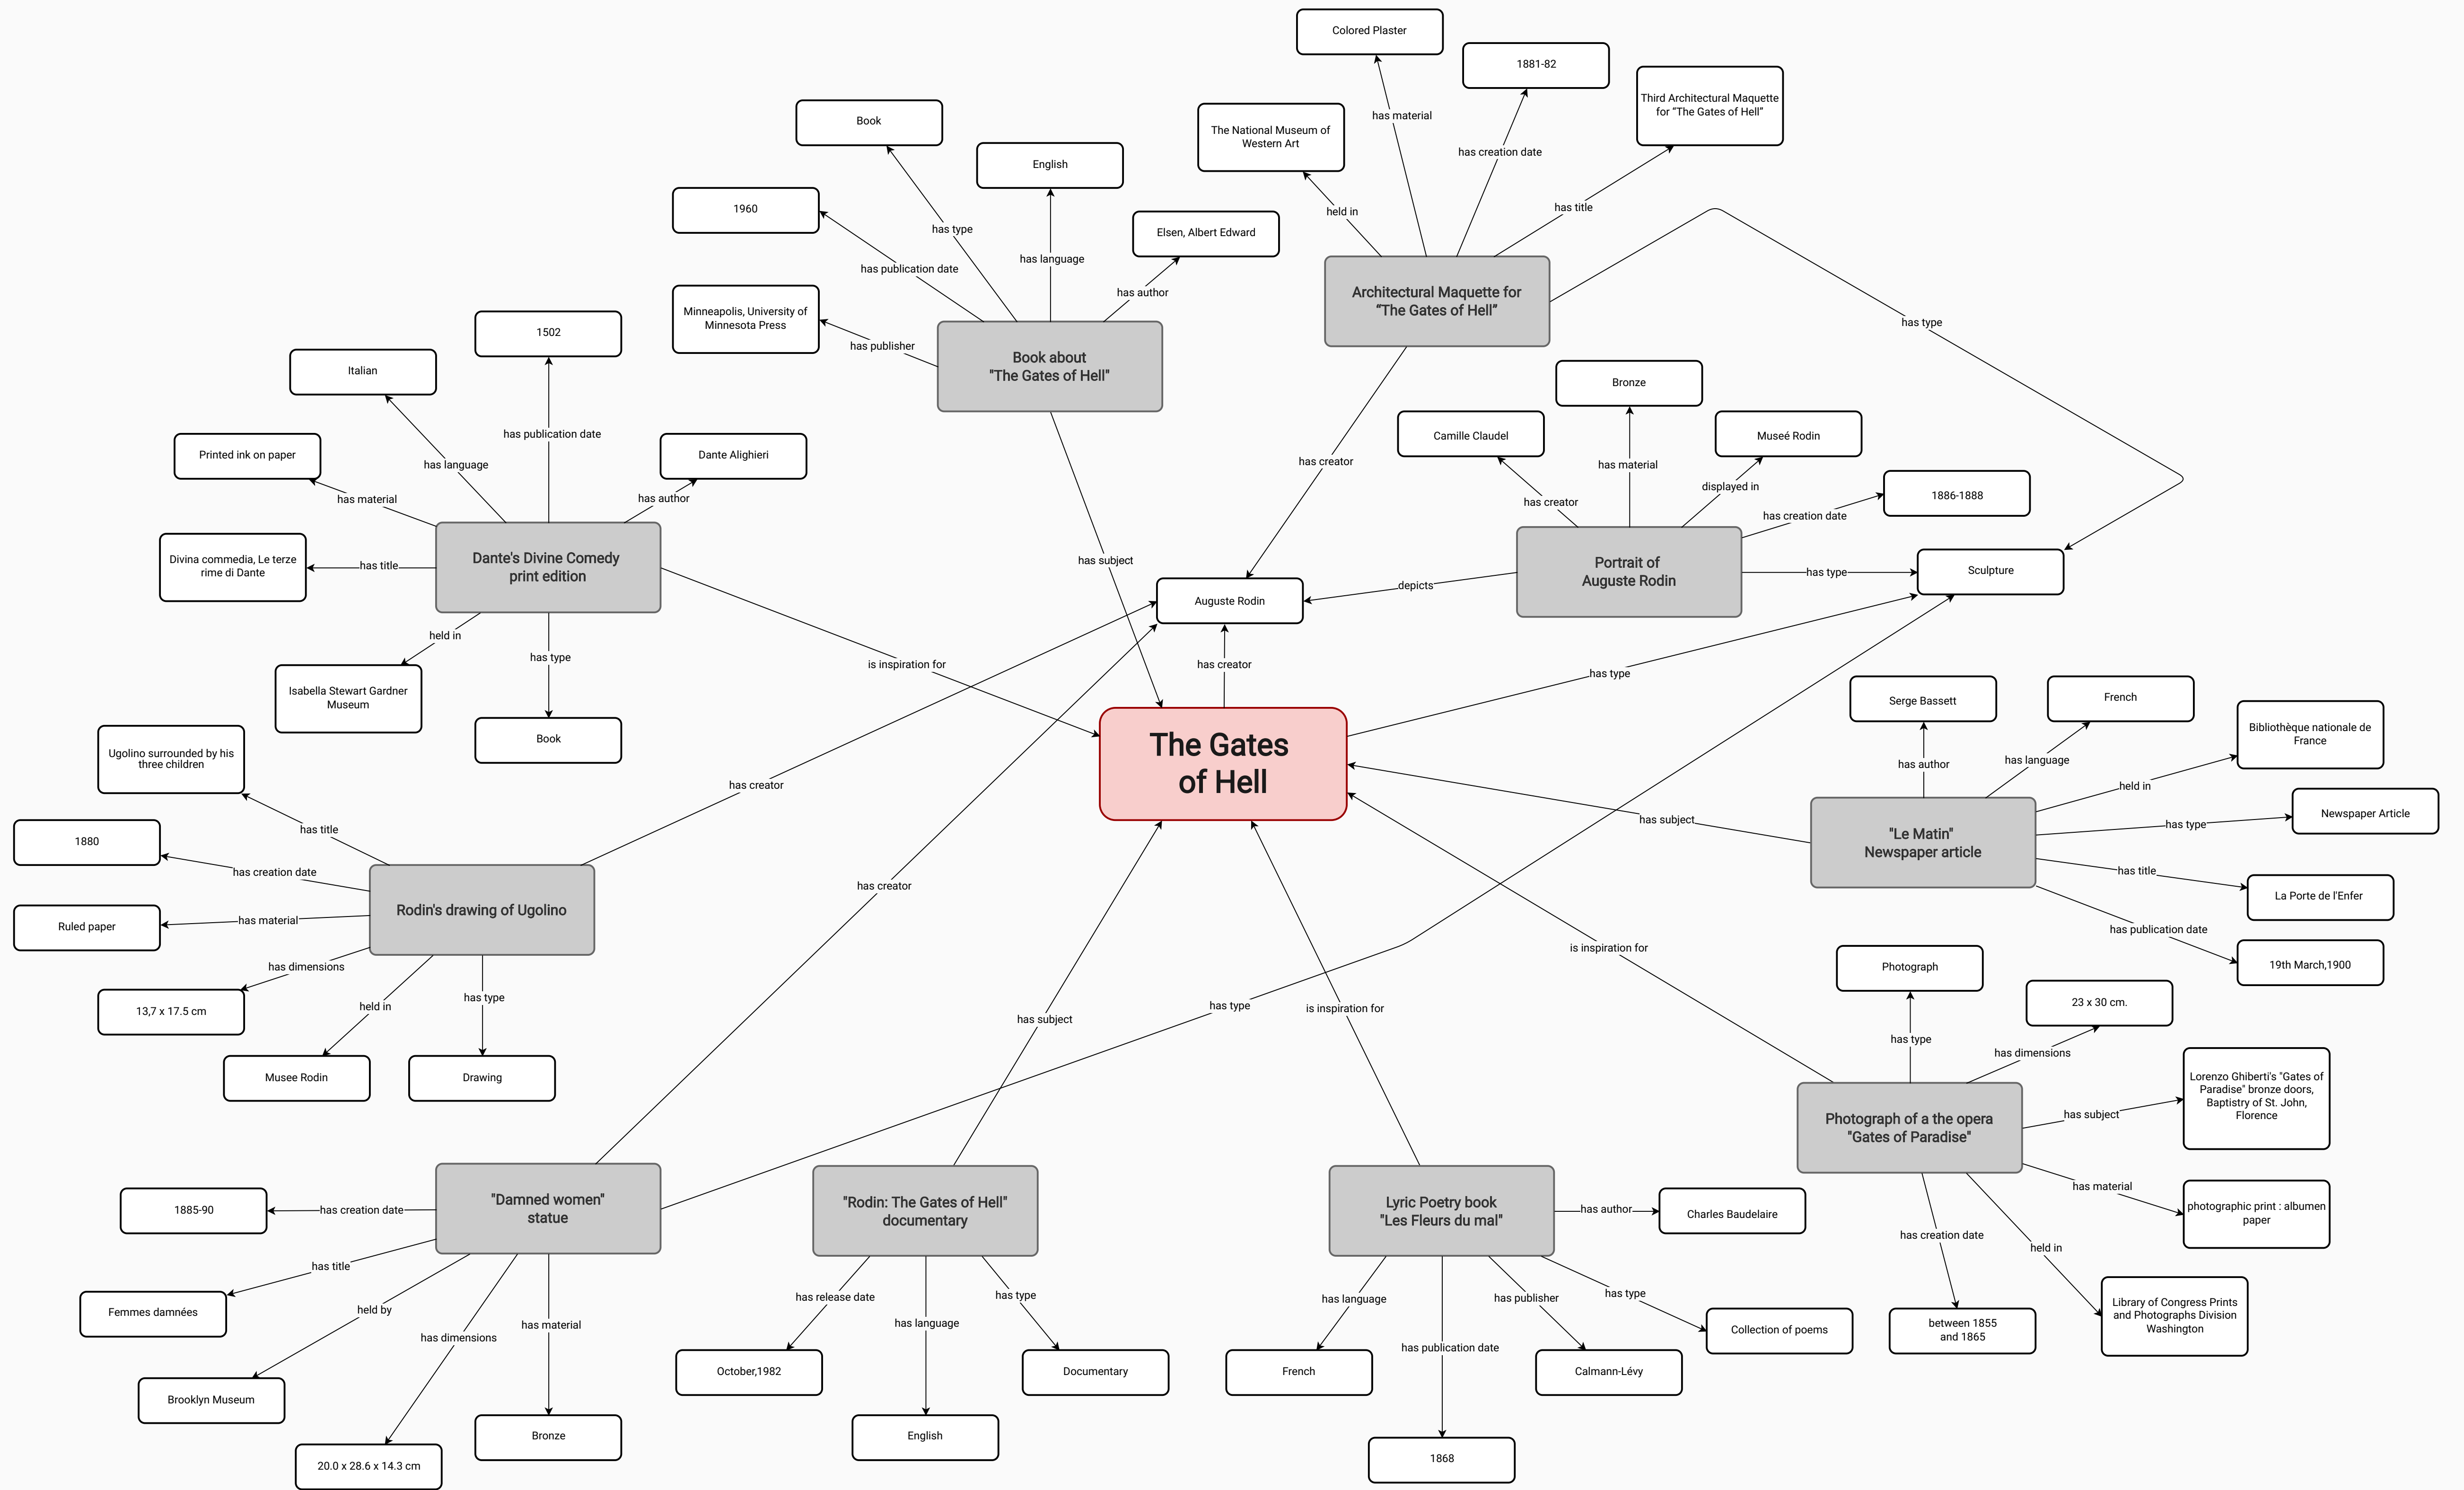 Colored Plaster
1881-82
Third Architectural Maquette
for “The Gates of Hell”
Book
The National Museum of
Western Art
has material
has creation date
English
1960
has type
has title
held in
Elsen, Albert Edward
has publication date
has language
has author
Architectural Maquette for
“The Gates of Hell”
Minneapolis, University of
Minnesota Press
has publisher
has type
Book about
"The Gates of Hell"
1502
Italian
Bronze
has publication date
Camille Claudel
Museé Rodin
Printed ink on paper
has language
Dante Alighieri
has creator
has material
displayed in
has material
has author
has creator
1886-1888
has creation date
Divina commedia, Le terze
rime di Dante
has title
Dante's Divine Comedy
print edition
has subject
Portrait of
Auguste Rodin
has type
Sculpture
Auguste Rodin
depicts
held in
has type
is inspiration for
has creator
has type
Isabella Stewart Gardner
Museum
Book
Serge Bassett
French
Bibliothèque nationale de
France
Ugolino surrounded by his
three children
The Gates
of Hell
has author
has language
held in
has creator
has title
has subject
Newspaper Article
has type
1880
"Le Matin"
Newspaper article
has creation date
has creator
has title
La Porte de l'Enfer
Ruled paper
has material
Rodin's drawing of Ugolino
has publication date
19th March,1900
has dimensions
is inspiration for
Photograph
13,7 x 17.5 cm
held in
has type
has type
is inspiration for
23 x 30 cm.
has subject
has type
has dimensions
Musee Rodin
Drawing
Lorenzo Ghiberti's "Gates of
Paradise" bronze doors,
Baptistry of St. John,
Florence
has subject
Photograph of a the opera
"Gates of Paradise"
has material
photographic print : albumen
paper
1885-90
has creation date
"Damned women"
statue
"Rodin: The Gates of Hell"
documentary
Lyric Poetry book
"Les Fleurs du mal"
has author
Charles Baudelaire
has creation date
held in
has title
Femmes damnées
held by
has dimensions
has material
has release date
has language
has type
has language
has publication date
has publisher
has type
Collection of poems
between 1855
and 1865
Library of Congress Prints
and Photographs Division
Washington
Brooklyn Museum
October,1982
Documentary
French
Calmann-Lévy
Bronze
English
20.0 x 28.6 x 14.3 cm
1868